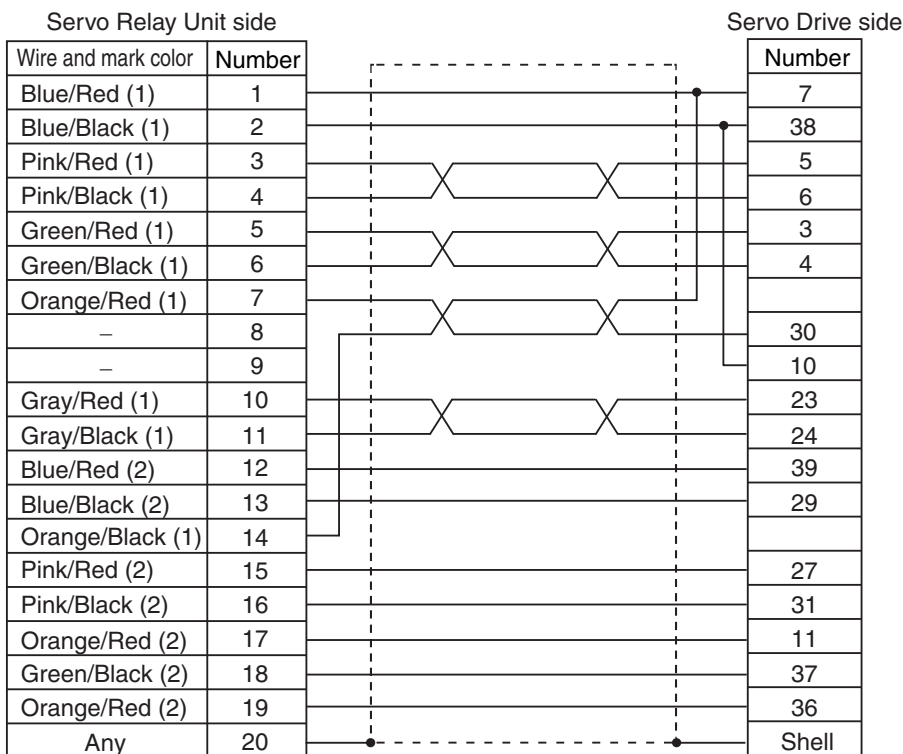 Servo Relay Unit side Servo Drive side
Wire and mark color Number Number
Blue/Red (1) 1 7
Blue/Black (1) 2 38
Pink/Red (1) 3 5
Pink/Black (1) 4 6
Green/Red (1) 5 3
Green/Black (1) 6 4
Orange/Red (1) 7
– 8 30
– 9 10
Gray/Red (1) 10 23
Gray/Black (1) 11 24
Blue/Red (2) 12 39
Blue/Black (2) 13 29
Orange/Black (1) 14
Pink/Red (2) 15 27
Pink/Black (2) 16 31
Orange/Red (2) 17 11
Green/Black (2) 18 37
Orange/Red (2) 19 36
Any 20 Shell